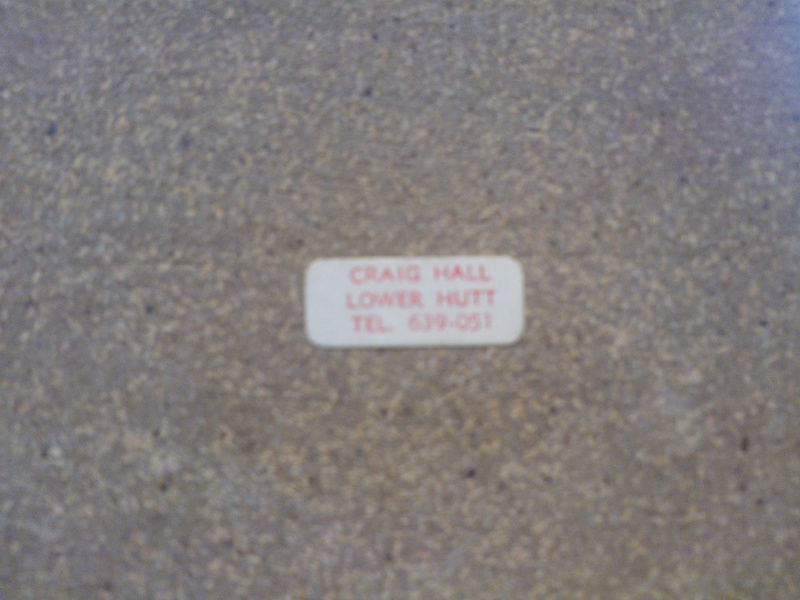 CRAIG HALL
LOWER HUTT
TEL. 639-051